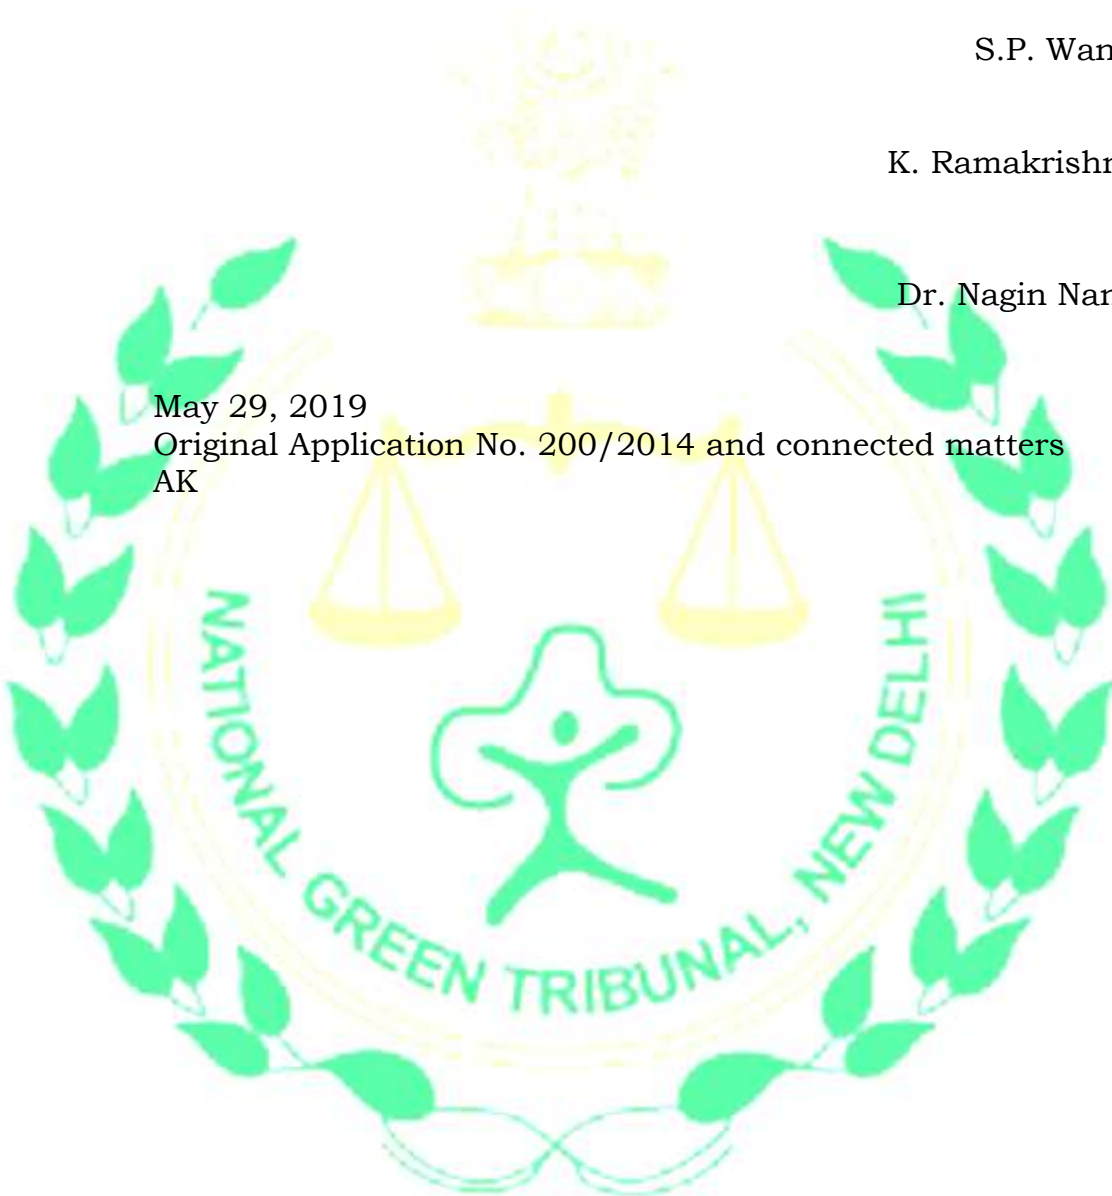 S.P. Wan
K. Ramakrishn
Dr. Nagin Nan
May 29, 2019
Original Application No. 200/2014 and connected matters
AK
NATIONAL GREEN TRIBUNAL, NEW DELHI